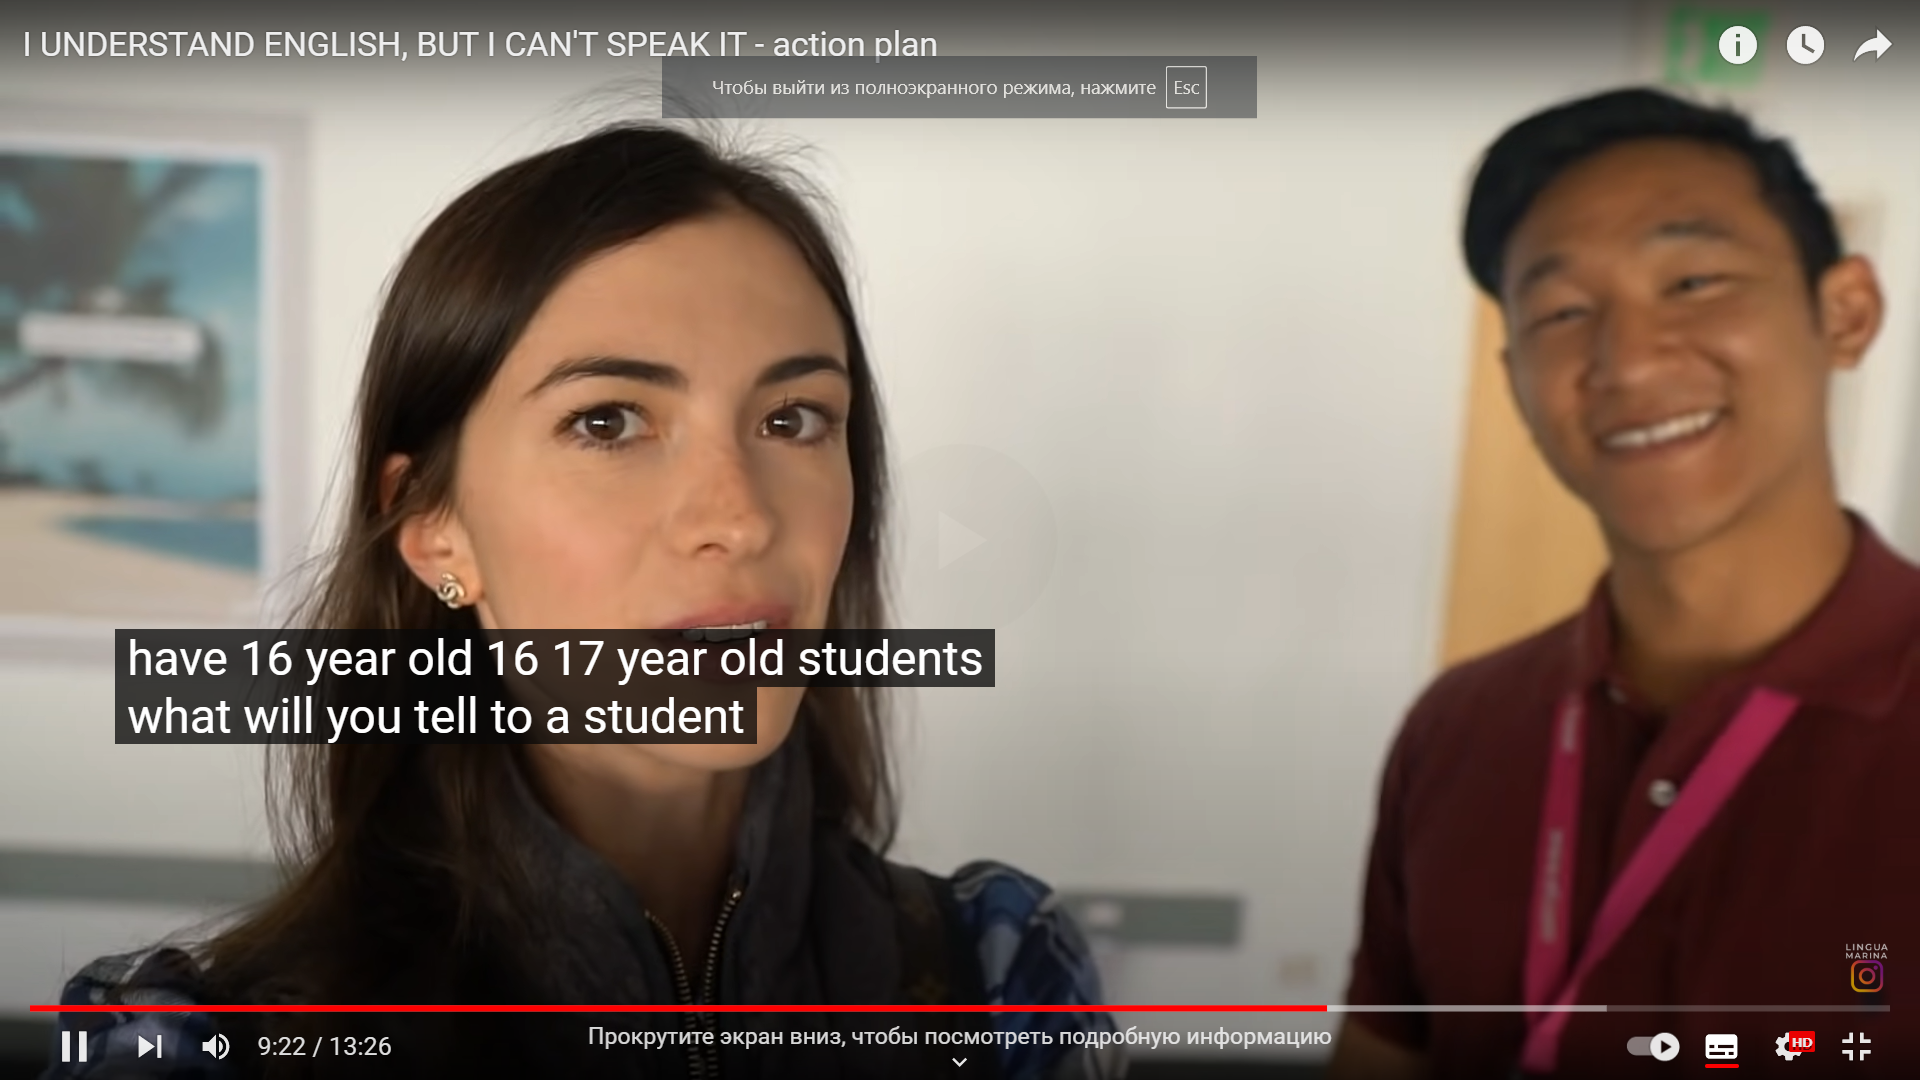 I UNDERSTAND ENGLISH, BUT I CAN'T SPEAK IT - action plan
Чтобы выйти из полноэкранного режима, нажмите Esc
have 16 year old 16 17 year old students
what will you tell to a student
LINGUA
MARINA
9:22 / 13:26
Прокрутите экран вниз, чтобы посмотреть подробную информацию
HD